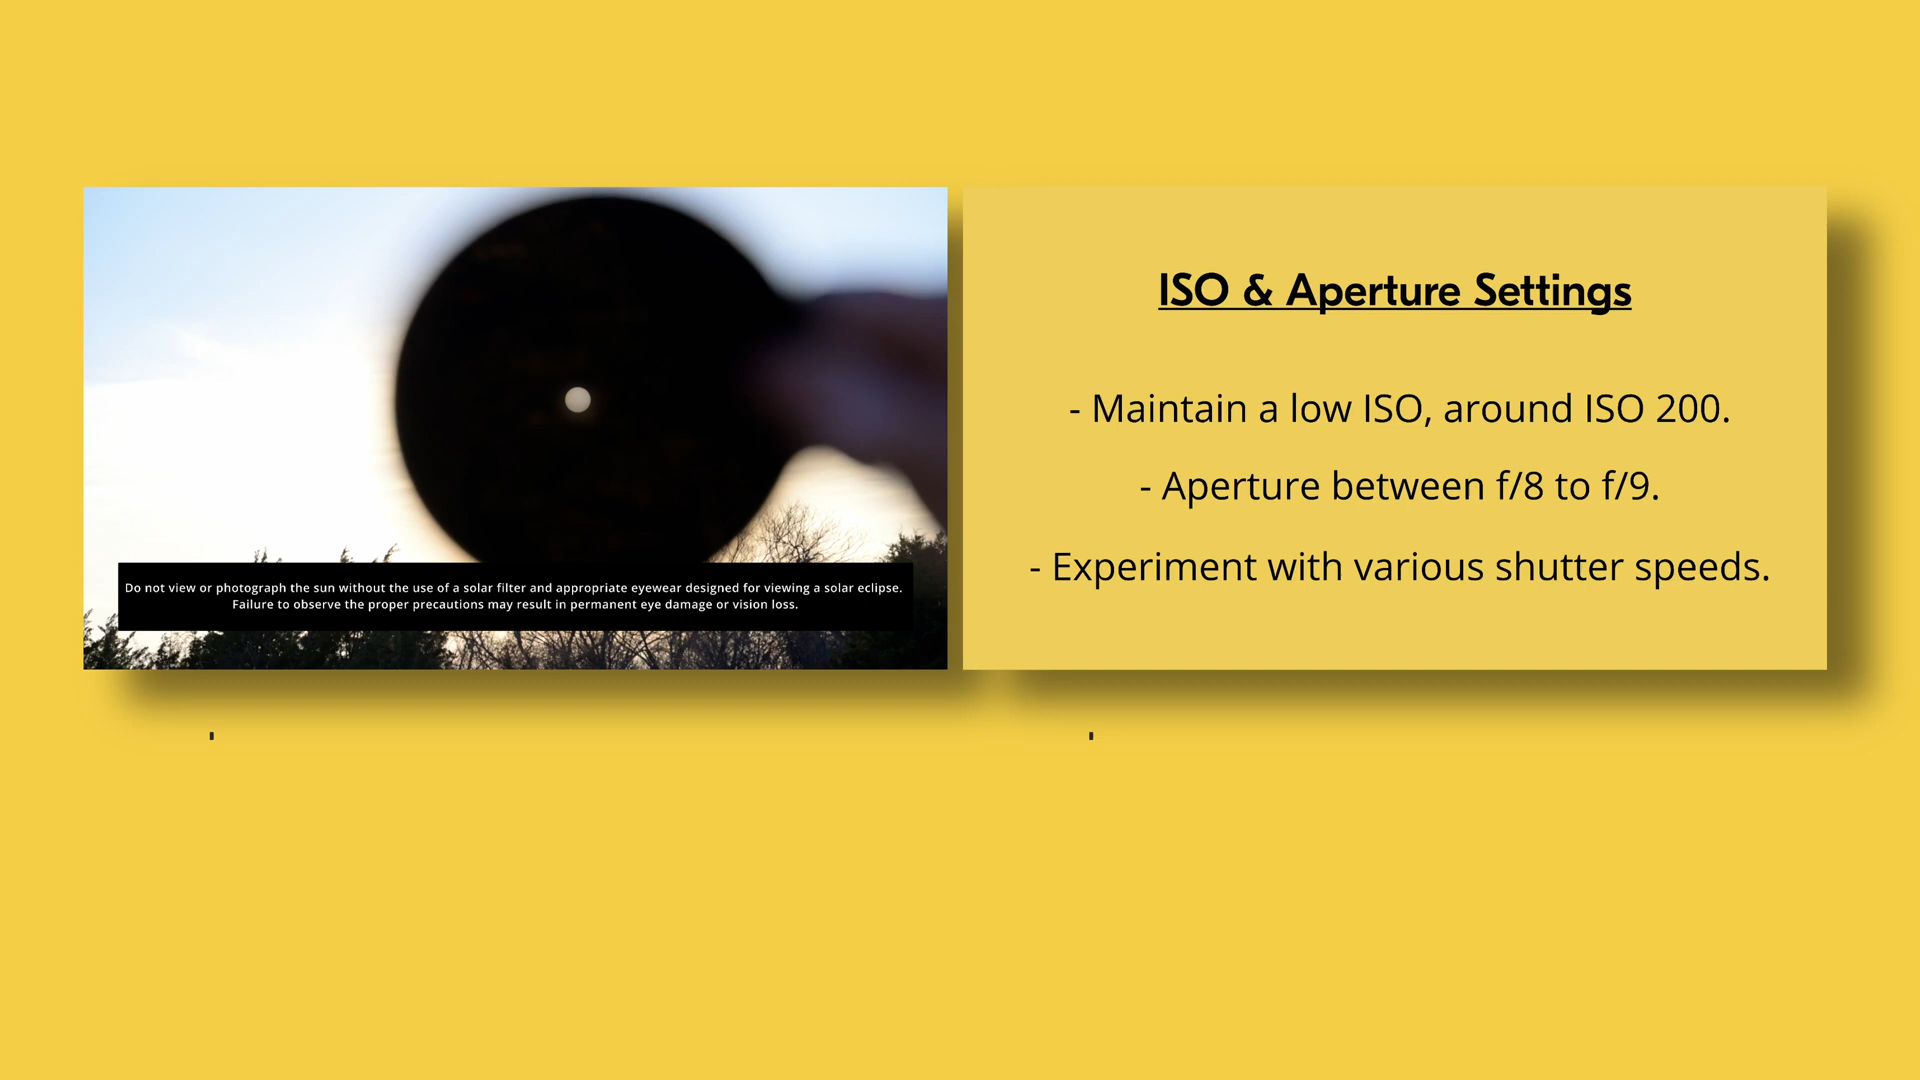 Do not view or photograph the sun without the use of a solar filter and appropriate eyewear designed for viewing a solar eclipse.
Failure to observe the proper precautions may result in permanent eye damage or vision loss.
ISO & Aperture Settings
- Maintain a low ISO, around ISO 200.
- Aperture between f/8 to f/9.
- Experiment with various shutter speeds.